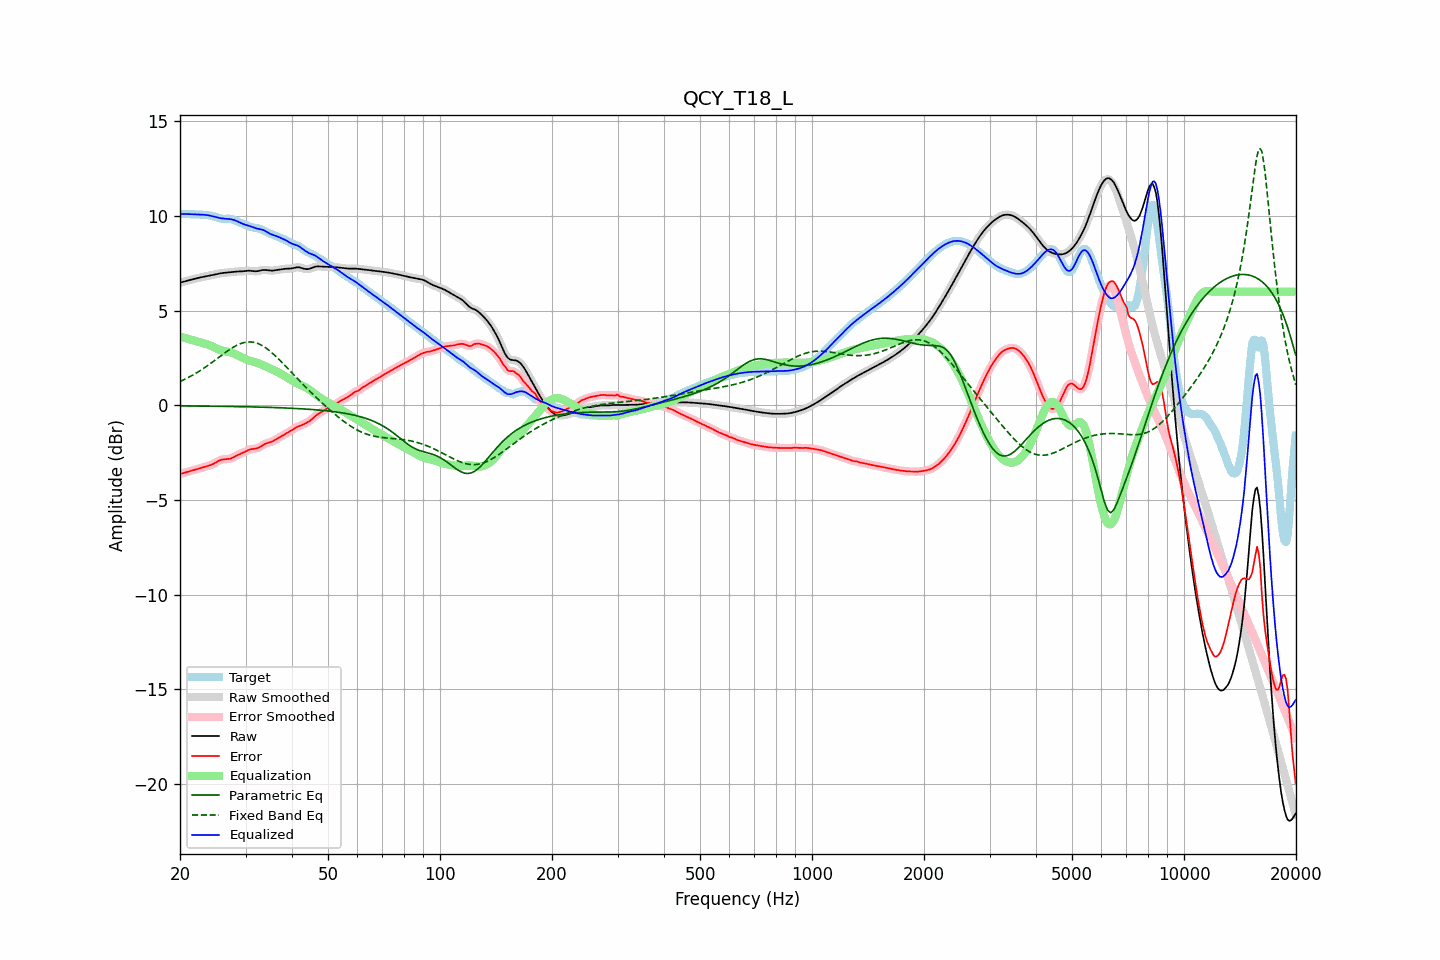 QCY_T18_L
Amplitude (dBr)
15
10
5
0
−5
−10
−15
−20
Target
Raw Smoothed
Error Smoothed
Raw
Error
Equalization
Parametric Eq
Fixed Band Eq
Equalized
20 50 100 200 500 1000 2000 5000 10000 20000
Frequency (Hz)